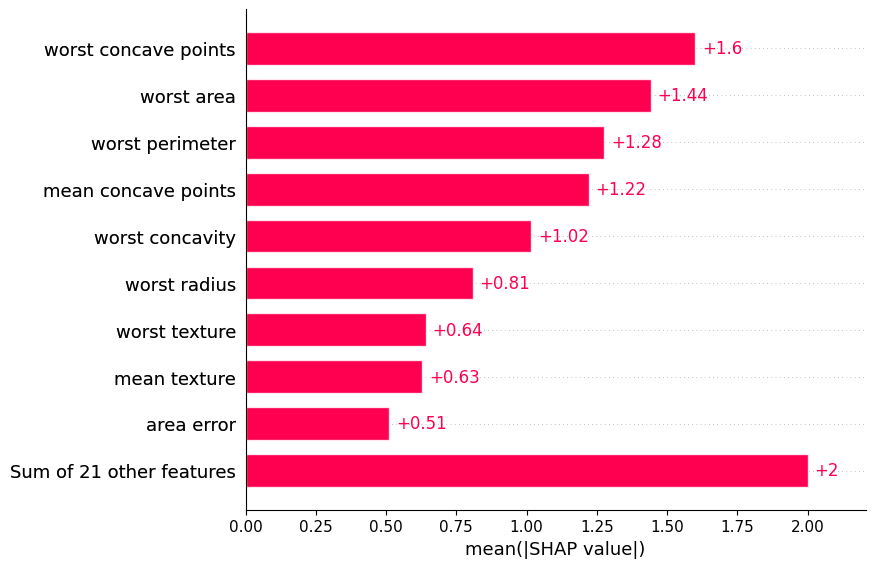 worst concave points +1.6
worst area +1.44
worst perimeter +1.28
mean concave points +1.22
worst concavity +1.02
worst radius +0.81
worst texture +0.64
mean texture +0.63
area error +0.51
Sum of 21 other features +2
0.00 0.25 0.50 0.75 1.00 1.25 1.50 1.75 2.00
mean(|SHAP value|)